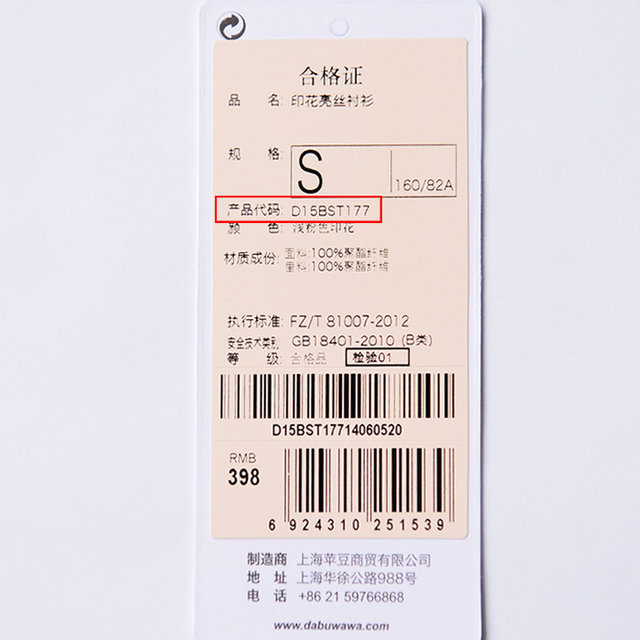 合格证
品 名: 印花亮丝衬衫
规 格: S 160/82A
产品代码: D15BST177
颜 色: 浅粉色印花
材质成份: 面料:100%聚酯纤维
里料:100%聚酯纤维
执行标准: FZ/T 81007-2012
安全技术类别: GB18401-2010 (B类)
等 级: 合格品 检验01
D15BST17714060520
RMB
398
6 924310 251539
制造商 上海苹豆商贸有限公司
地 址 上海华徐公路988号
电 话 +86 21 59766868
www.dabuwawa.com